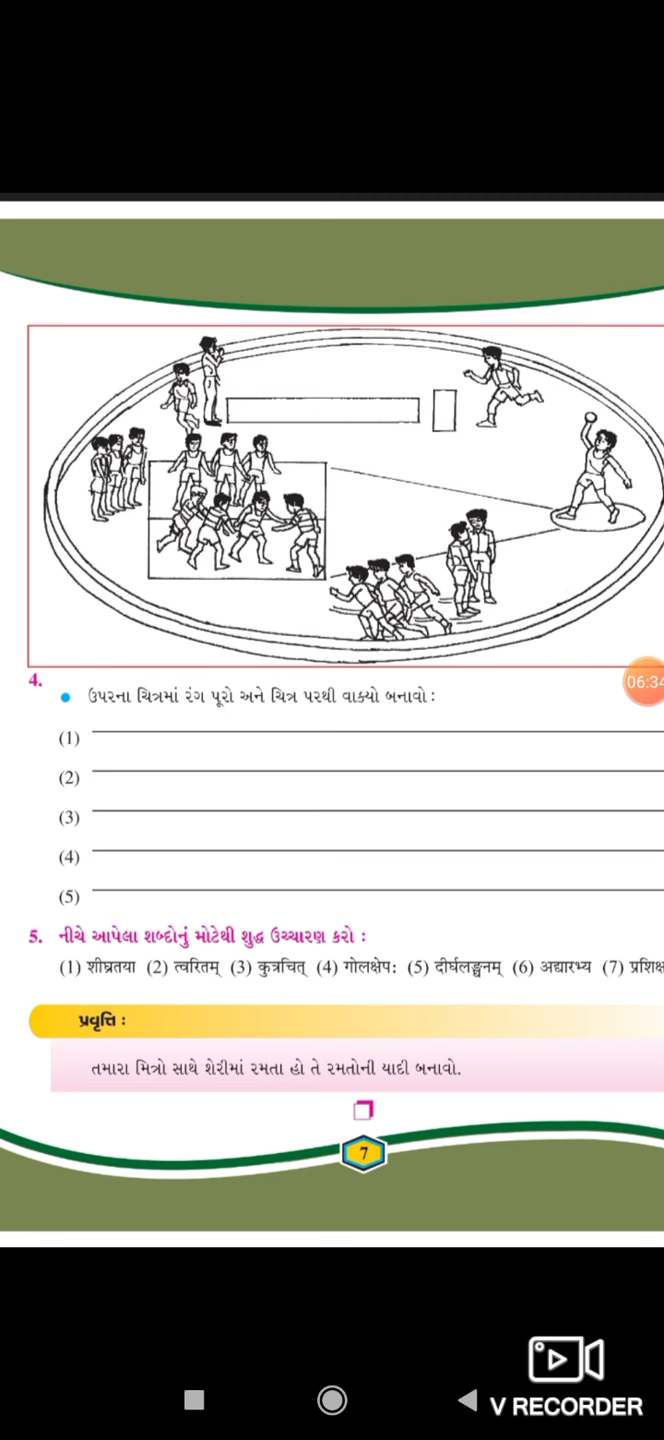 4.
● ઉપરના ચિત્રમાં રંગ પૂરો અને ચિત્ર પરથી વાક્યો બનાવો :
06:34
(1)
(2)
(3)
(4)
(5)
5. નીચે આપેલા શબ્દોનું મોટેથી શુદ્ધ ઉચ્ચારણ કરો :
(1) शीघ्रतया (2) त्वरितम् (3) कुत्रचित् (4) गोलक्षेपः (5) दीर्घलङ्घनम् (6) अद्यारभ्य (7)
પ્રવૃત્તિ :
તમારા મિત્રો સાથે શેરીમાં રમતા હો તે રમતોની યાદી બનાવો.
7
V RECORDER